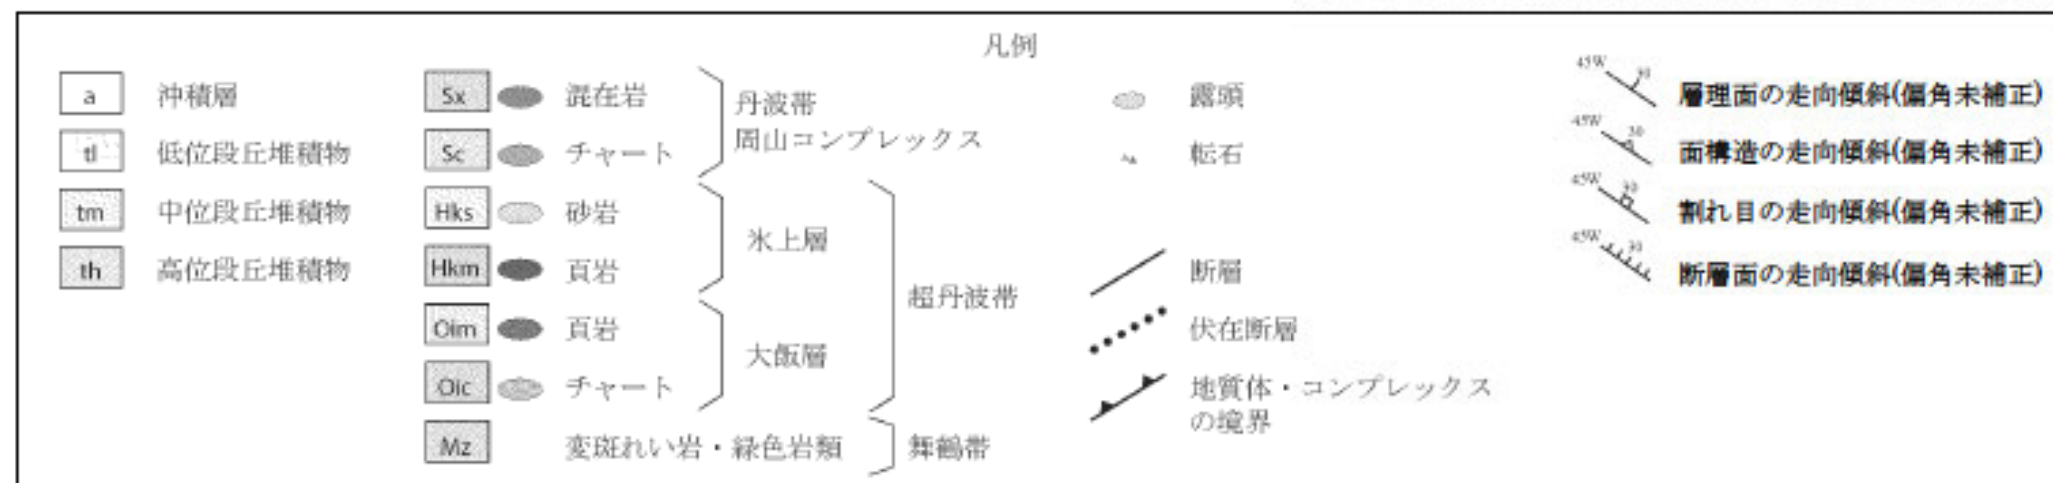 凡例
a 沖積層
tl 低位段丘堆積物
tm 中位段丘堆積物
th 高位段丘堆積物
Sx 混在岩
Sc チャート
丹波帯
周山コンプレックス
Hks 砂岩
Hkm 頁岩
氷上層
Oim 頁岩
Oic チャート
大飯層
超丹波帯
Mz 変斑れい岩・緑色岩類
舞鶴帯
露頭
転石
断層
伏在断層
地質体・コンプレックス
の境界
45W 30 層理面の走向傾斜(偏角未補正)
45W 30 面構造の走向傾斜(偏角未補正)
45W 30 割れ目の走向傾斜(偏角未補正)
45W 30 断層面の走向傾斜(偏角未補正)